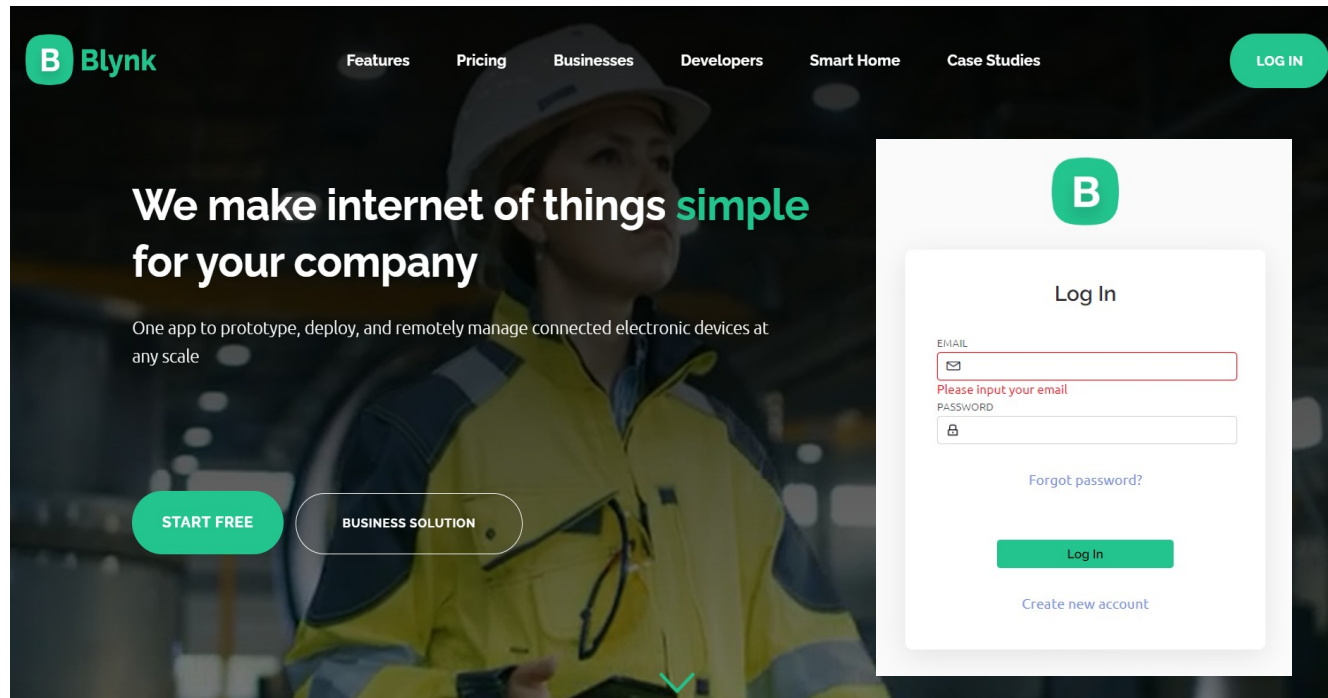 B Blynk
Features Pricing Businesses Developers Smart Home Case Studies
LOG IN
We make internet of things simple
for your company
One app to prototype, deploy, and remotely manage connected electronic devices at
any scale
START FREE
BUSINESS SOLUTION
B
Log In
EMAIL
Please input your email
PASSWORD
Forgot password?
Log In
Create new account